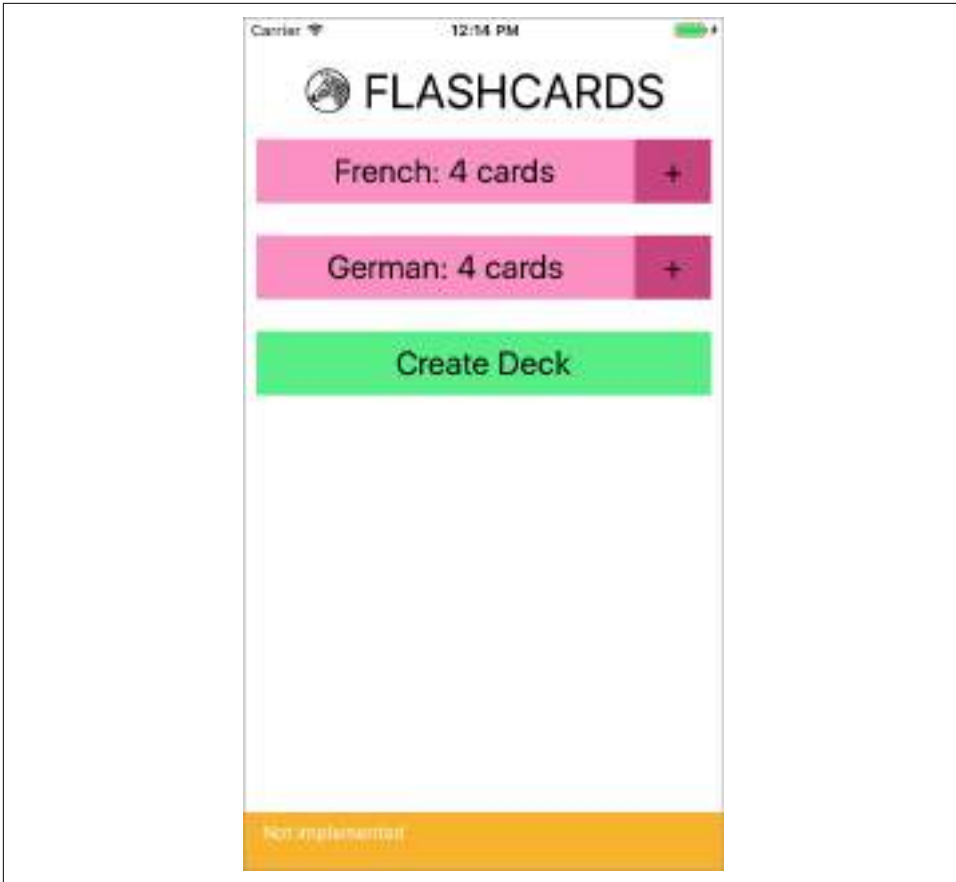 Carrier 12:14 PM
FLASHCARDS
French: 4 cards +
German: 4 cards +
Create Deck
Not implemented